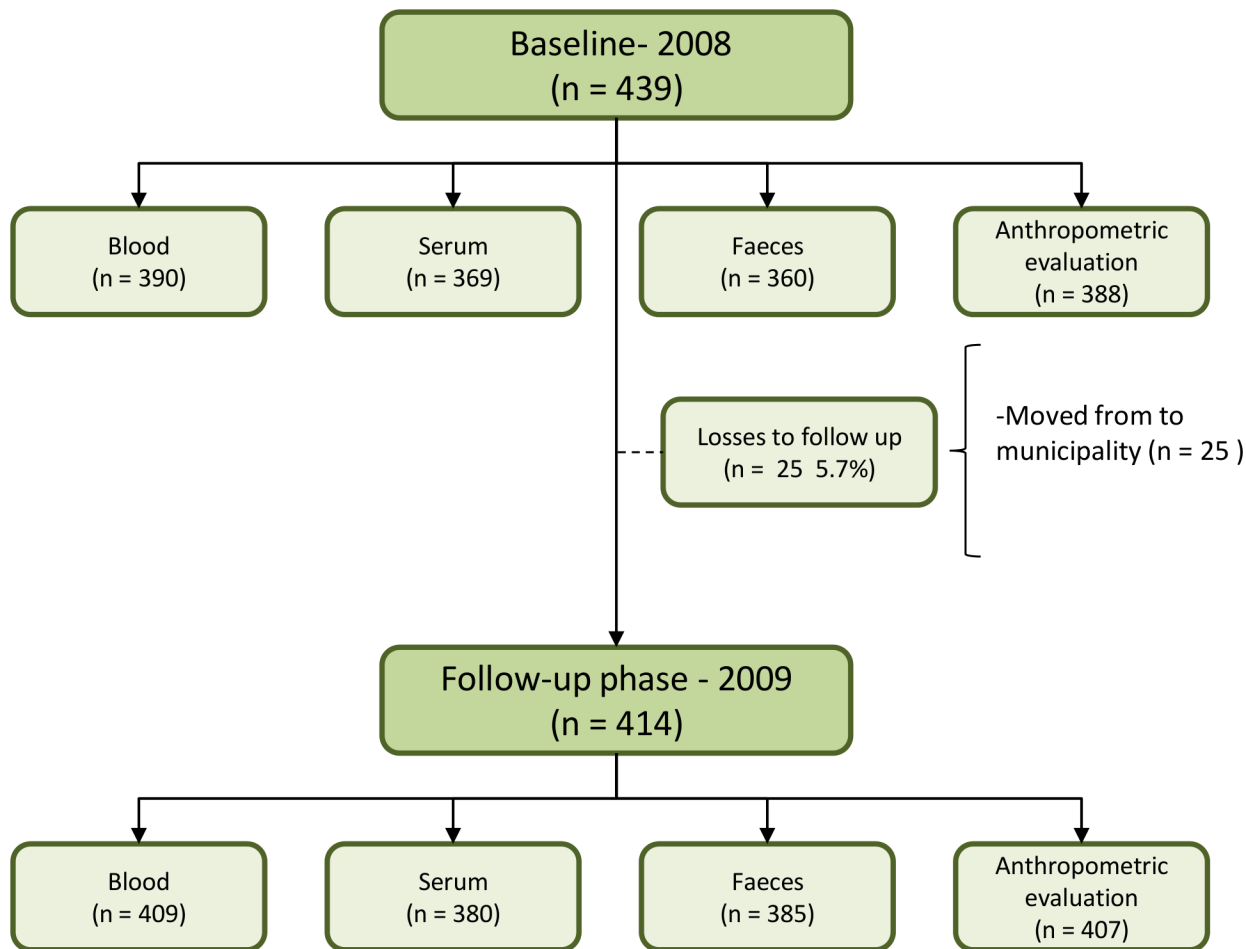 Baseline- 2008
(n = 439)
Blood
(n = 390)
Serum
(n = 369)
Faeces
(n = 360)
Anthropometric
evaluation
(n = 388)
Losses to follow up
(n =  25  5.7%)
-Moved from to
municipality (n = 25 )
Follow-up phase - 2009
(n = 414)
Blood
(n = 409)
Serum
(n = 380)
Faeces
(n = 385)
Anthropometric
evaluation
(n = 407)